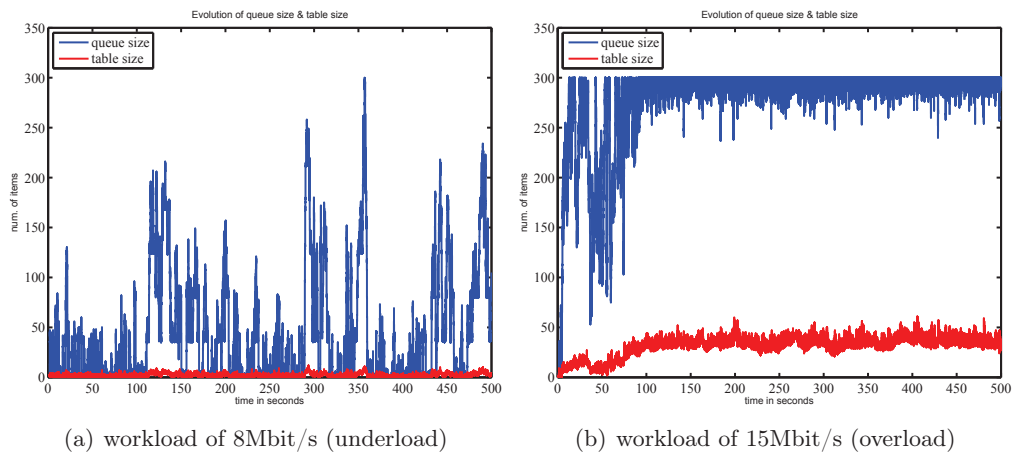 Evolution of queue size & table size
queue size
table size
num. of items
350
300
250
200
150
100
50
0
0 50 100 150 200 250 300 350 400 450 500
time in seconds
(a) workload of 8Mbit/s (underload)
Evolution of queue size & table size
queue size
table size
num. of items
350
300
250
200
150
100
50
0
0 50 100 150 200 250 300 350 400 450 500
time in seconds
(b) workload of 15Mbit/s (overload)